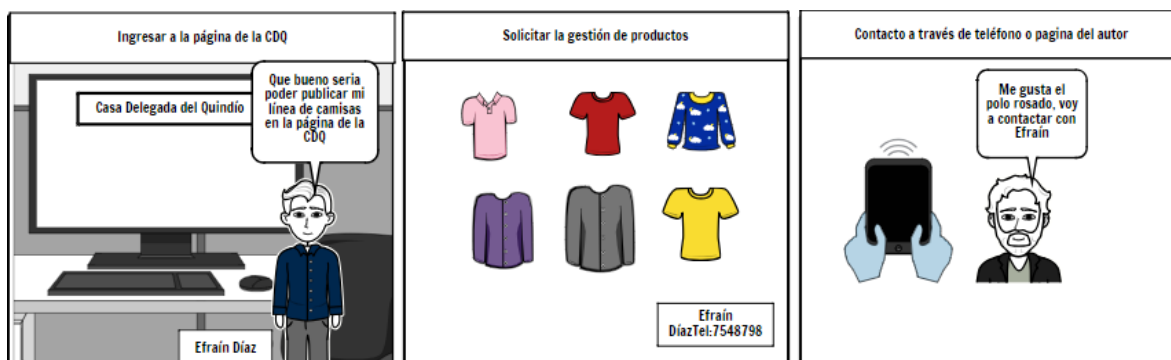 Ingresar a la página de la CDQ
Casa Delegada del Quindío
Que bueno seria
poder publicar mi
línea de camisas
en la página de la
CDQ
Efraín Díaz
Solicitar la gestión de productos
Efraín
DíazTel:7548798
Contacto a través de teléfono o pagina del autor
Me gusta el
polo rosado, voy
a contactar con
Efraín